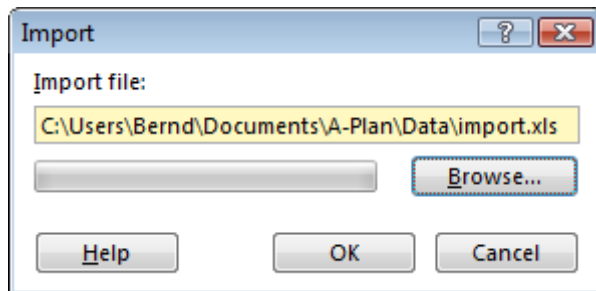 Import
Import file:
C:\Users\Bernd\Documents\A-Plan\Data\import.xls
Browse...
Help OK Cancel